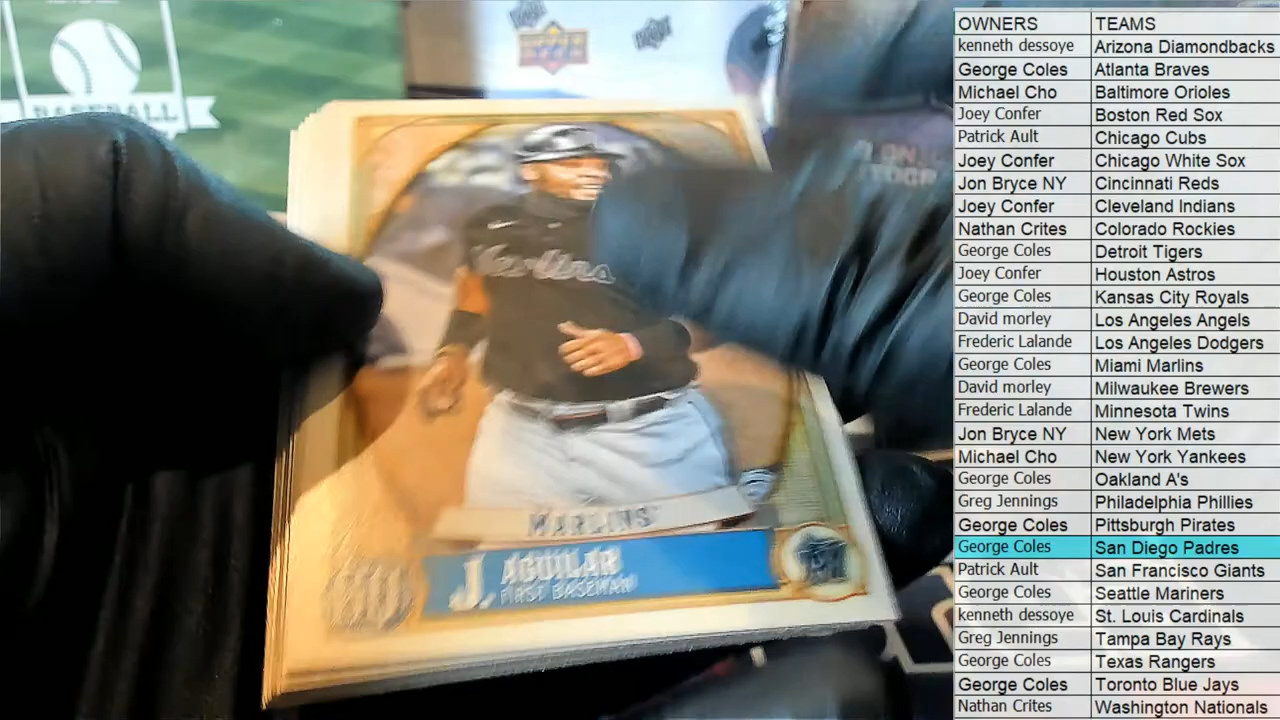 BASEBALL
MARLINS
J. AGUILAR
FIRST BASEMAN
Marlins
OWNERS TEAMS
kenneth dessoye Arizona Diamondbacks
George Coles Atlanta Braves
Michael Cho Baltimore Orioles
Joey Confer Boston Red Sox
Patrick Ault Chicago Cubs
Joey Confer Chicago White Sox
Jon Bryce NY Cincinnati Reds
Joey Confer Cleveland Indians
Nathan Crites Colorado Rockies
George Coles Detroit Tigers
Joey Confer Houston Astros
George Coles Kansas City Royals
David morley Los Angeles Angels
Frederic Lalande Los Angeles Dodgers
George Coles Miami Marlins
David morley Milwaukee Brewers
Frederic Lalande Minnesota Twins
Jon Bryce NY New York Mets
Michael Cho New York Yankees
George Coles Oakland A's
Greg Jennings Philadelphia Phillies
George Coles Pittsburgh Pirates
George Coles San Diego Padres
Patrick Ault San Francisco Giants
George Coles Seattle Mariners
kenneth dessoye St. Louis Cardinals
Greg Jennings Tampa Bay Rays
George Coles Texas Rangers
George Coles Toronto Blue Jays
Nathan Crites Washington Nationals